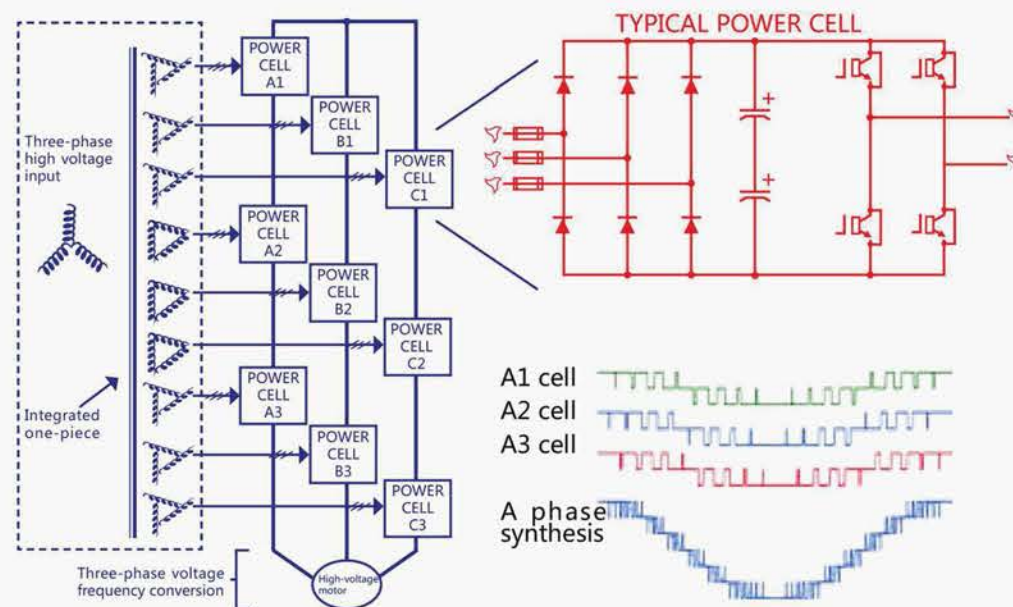 Three-phase
high voltage
input
Integrated
one-piece
POWER
CELL
A1
POWER
CELL
B1
POWER
CELL
C1
POWER
CELL
A2
POWER
CELL
B2
POWER
CELL
C2
POWER
CELL
A3
POWER
CELL
B3
POWER
CELL
C3
Three-phase voltage
frequency conversion
High-voltage
motor
TYPICAL POWER CELL
+
+
A1 cell
A2 cell
A3 cell
A phase
synthesis